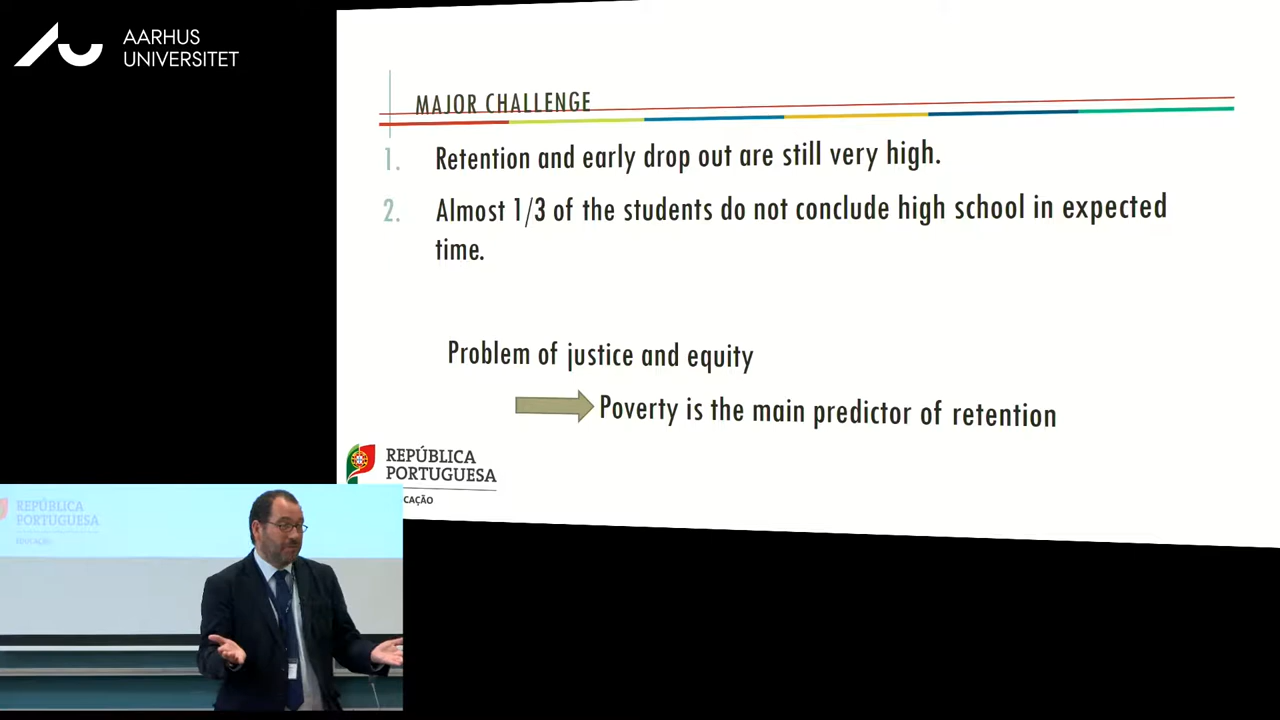 AARHUS
UNIVERSITET
MAJOR CHALLENGE
1. Retention and early drop out are still very high.
2. Almost 1/3 of the students do not conclude high school in expected
time.
Problem of justice and equity
Poverty is the main predictor of retention
REPÚBLICA
PORTUGUESA
CAÇÃO
REPÚBLICA
PORTUGUESA
EDUCAÇÃO